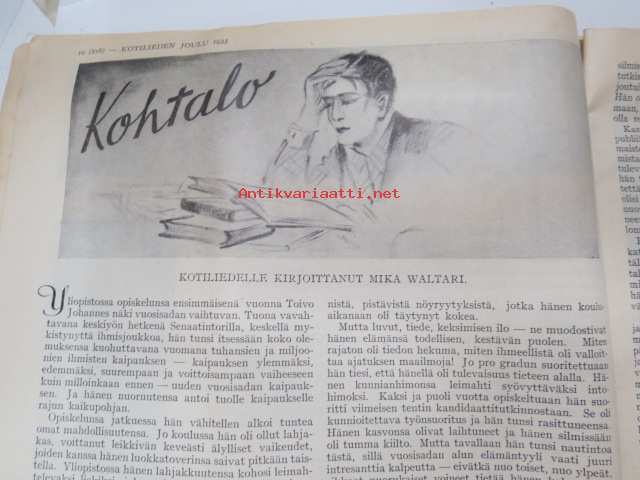 10 (808) — KOTILIEDEN JOULU 1933
Kohtalo
Antikvariaatti.net
KOTILIEDELLE KIRJOITTANUT MIKA WALTARI.
Yliopistossa opiskelunsa ensimmäisenä vuonna Toivo
Johannes näki vuosisadan vaihtuvan. Tuona vavah-
tavana keskiyön hetkenä Senaatintorilla, keskellä my-
kistynyttä ihmisjoukkoa, hän tunsi itsessään koko ole-
muksensa kuohuttavana vuomana tuhansien ja miljoo-
nien ihmisten kaipauksen — kaipauksen ylemmäksi,
edemmäksi, suurempaan ja voittoisampaan vaiheeseen
kuin milloinkaan ennen — uuden vuosisadan kaipauk-
sen. Ja hänen nuoruutensa antoi tuolle kaipaukselle
rajun kaikupohjan.
Opiskelunsa jatkuessa hän vähitellen alkoi tuntea
omat mahdollisuutensa. Jo koulussa hän oli ollut lahja-
kas, voittanut leikkivän keveästi älylliset vaikeudet,
joiden kanssa hänen luokkatoverinsa saivat pitkään tais-
tella. Yliopistossa hänen lahjakkuutensa kohosi leimah-
nistä, pistävistä nöyryytyksistä, jotka hänen koulu-
aikanaan oli täytynyt kokea.
Mutta luvut, tiede, keksimisen ilo — ne muodostivat
hänen elämänsä todellisen, kestävän puolen. Miten
rajaton oli tiedon hekuma, miten ihmeellistä oli valloit-
taa ajatuksen maailmoja! Jo pro gradun suoritettuaan
hän tiesi, että hänellä oli tulevaisuus tieteen alalla. Hä-
nen kunnianhimonsa leimahti syövyttäväksi into-
himoksi. Kaksi ja puoli vuotta opiskeltuaan hän suo-
ritti viimeisen tentin kandidaattitutkinnostaan. Se oli
kunnioitettava työsuoritus ja hän tunsi rasittuneensa.
Hänen kasvonsa olivat laihtuneet ja hänen silmissään
oli tumma kiilto. Mutta tavallaan hän tunsi nautintoa
tästä, sillä vuosisadan alun elämäntyyli vaati juuri
intresanttia kalpeutta — eivätkä nuo toiset, nuo ylpeät,